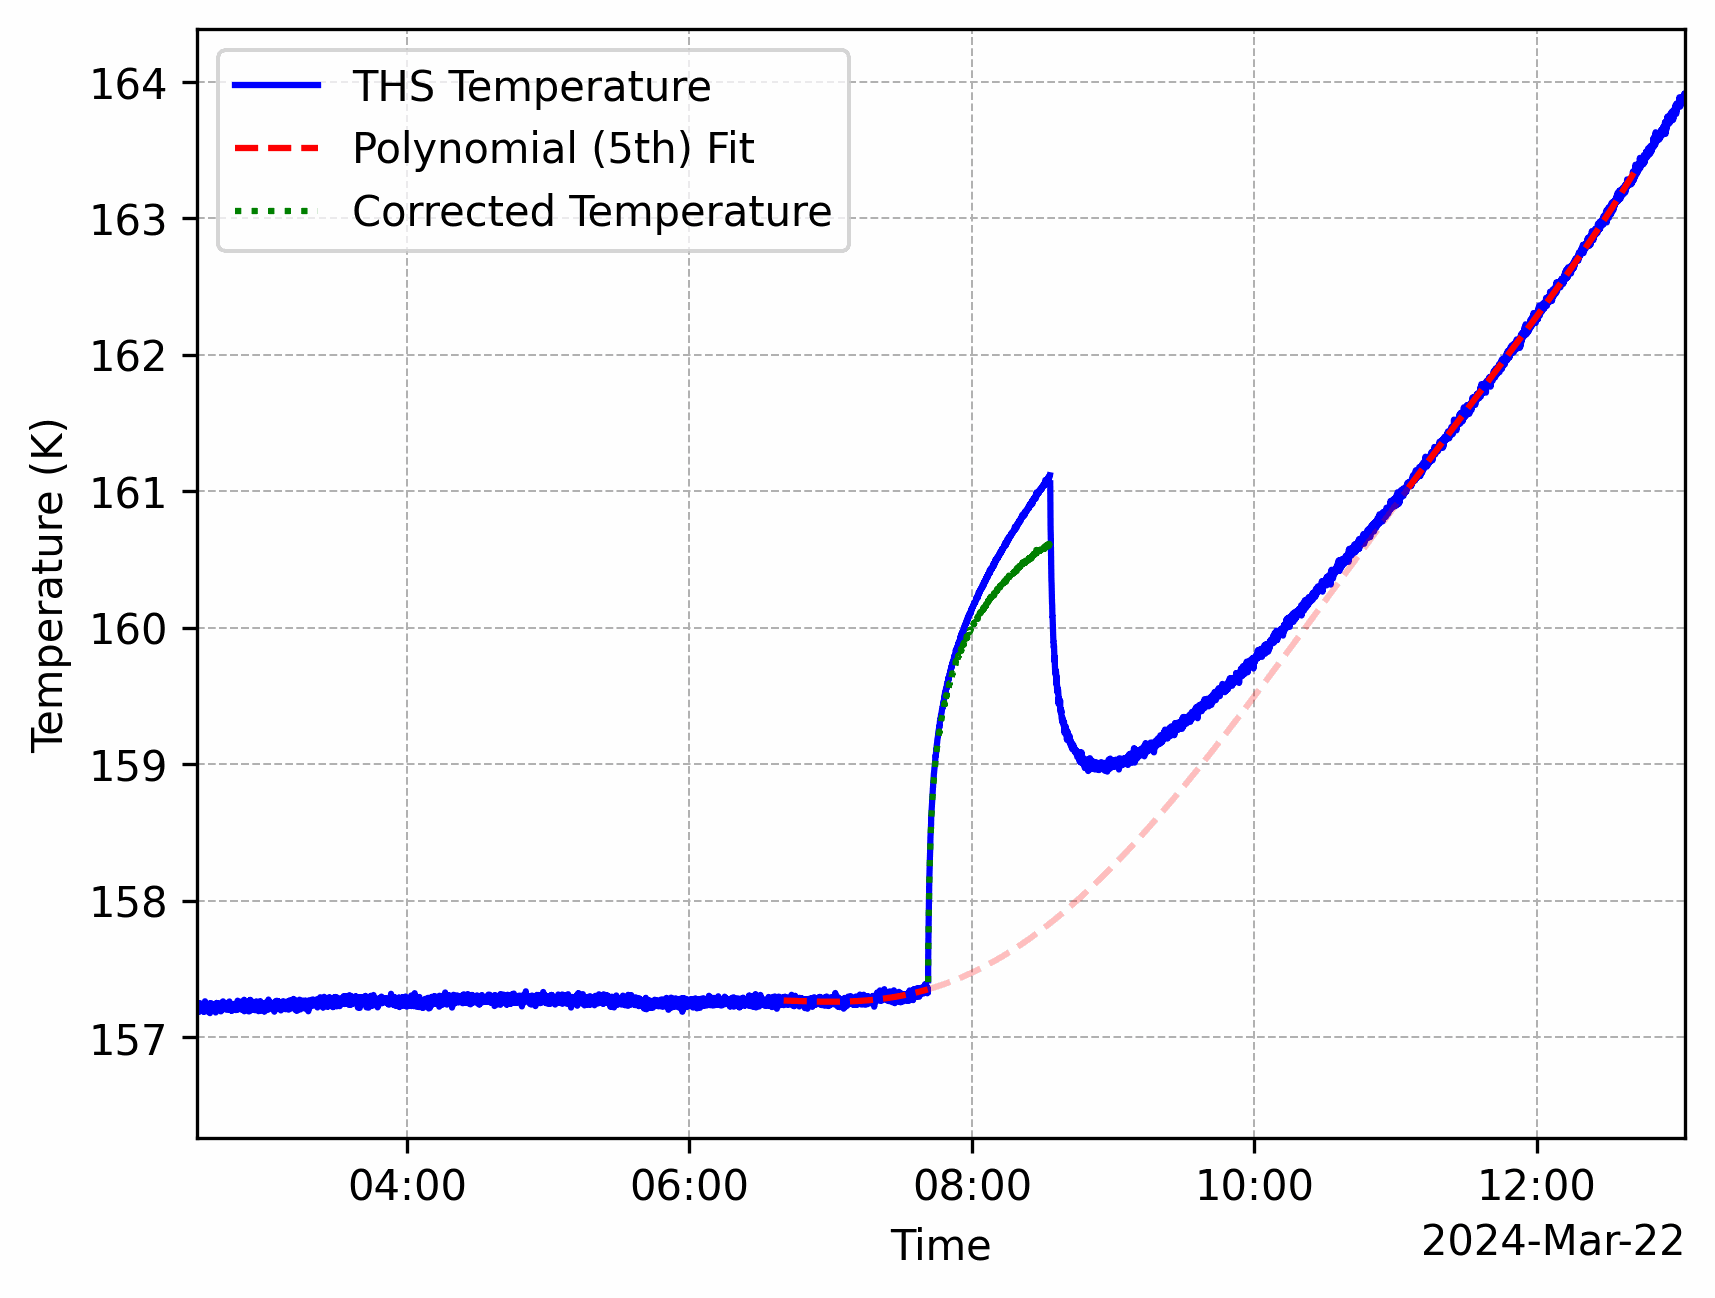 THS Temperature
Polynomial (5th) Fit
Corrected Temperature
164
163
162
161
160
159
158
157
Temperature (K)
04:00 06:00 08:00 10:00 12:00
Time
2024-Mar-22